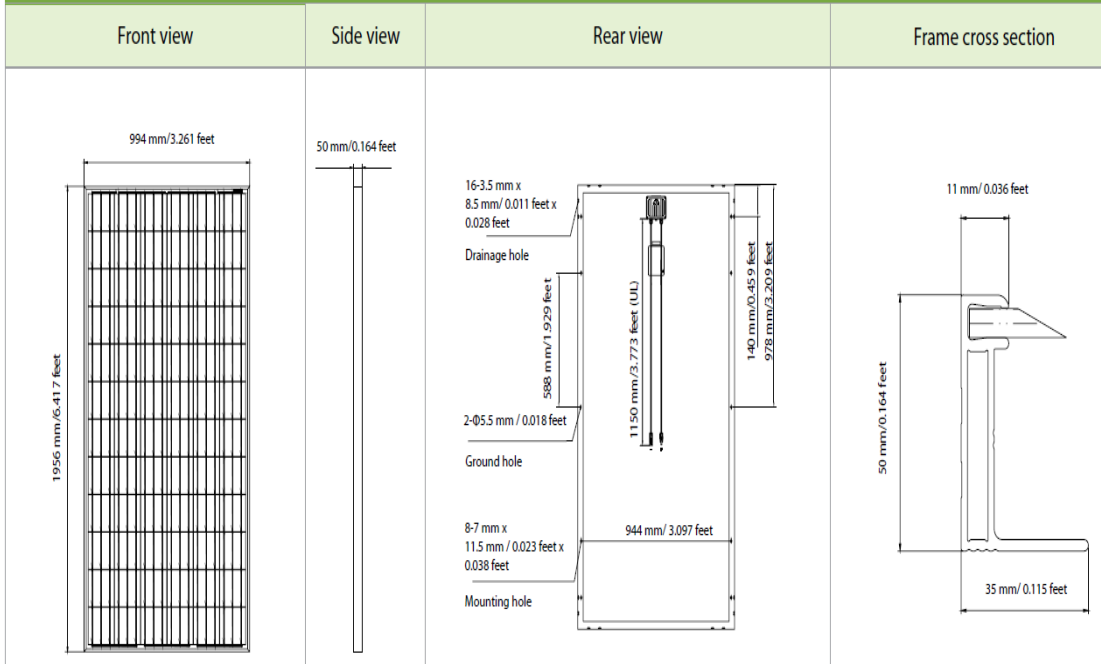 Front view
Side view
Rear view
Frame cross section
994 mm/3.261 feet
1956 mm/6.417 feet
50 mm/0.164 feet
16-3.5 mm x
8.5 mm/ 0.011 feet x
0.028 feet
Drainage hole
588 mm/1.929 feet
1150 mm/3.773 feet (UL)
140 mm/0.459 feet
978 mm/3.209 feet
2-Φ5.5 mm / 0.018 feet
Ground hole
8-7 mm x
11.5 mm / 0.023 feet x
0.038 feet
Mounting hole
944 mm/ 3.097 feet
11 mm/ 0.036 feet
50 mm/0.164 feet
35 mm/ 0.115 feet